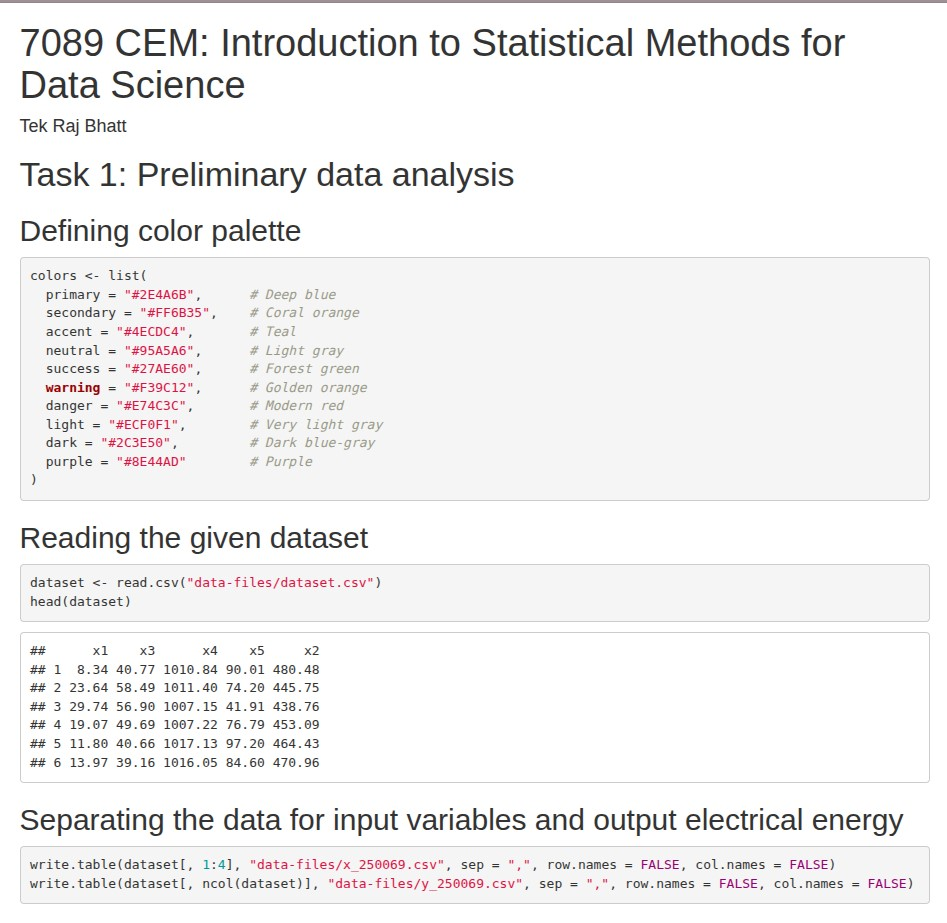 7089 CEM: Introduction to Statistical Methods for
Data Science
Tek Raj Bhatt
Task 1: Preliminary data analysis
Defining color palette
colors <- list(
  primary = "#2E4A6B",      # Deep blue
  secondary = "#FF6B35",    # Coral orange
  accent = "#4ECDC4",       # Teal
  neutral = "#95A5A6",      # Light gray
  success = "#27AE60",      # Forest green
  warning = "#F39C12",      # Golden orange
  danger = "#E74C3C",       # Modern red
  light = "#ECF0F1",        # Very light gray
  dark = "#2C3E50",         # Dark blue-gray
  purple = "#8E44AD"        # Purple
)
Reading the given dataset
dataset <- read.csv("data-files/dataset.csv")
head(dataset)
##      x1    x3      x4    x5     x2
## 1  8.34 40.77 1010.84 90.01 480.48
## 2 23.64 58.49 1011.40 74.20 445.75
## 3 29.74 56.90 1007.15 41.91 438.76
## 4 19.07 49.69 1007.22 76.79 453.09
## 5 11.80 40.66 1017.13 97.20 464.43
## 6 13.97 39.16 1016.05 84.60 470.96
Separating the data for input variables and output electrical energy
write.table(dataset[, 1:4], "data-files/x_250069.csv", sep = ",", row.names = FALSE, col.names = FALSE)
write.table(dataset[, ncol(dataset)], "data-files/y_250069.csv", sep = ",", row.names = FALSE, col.names = FALSE)